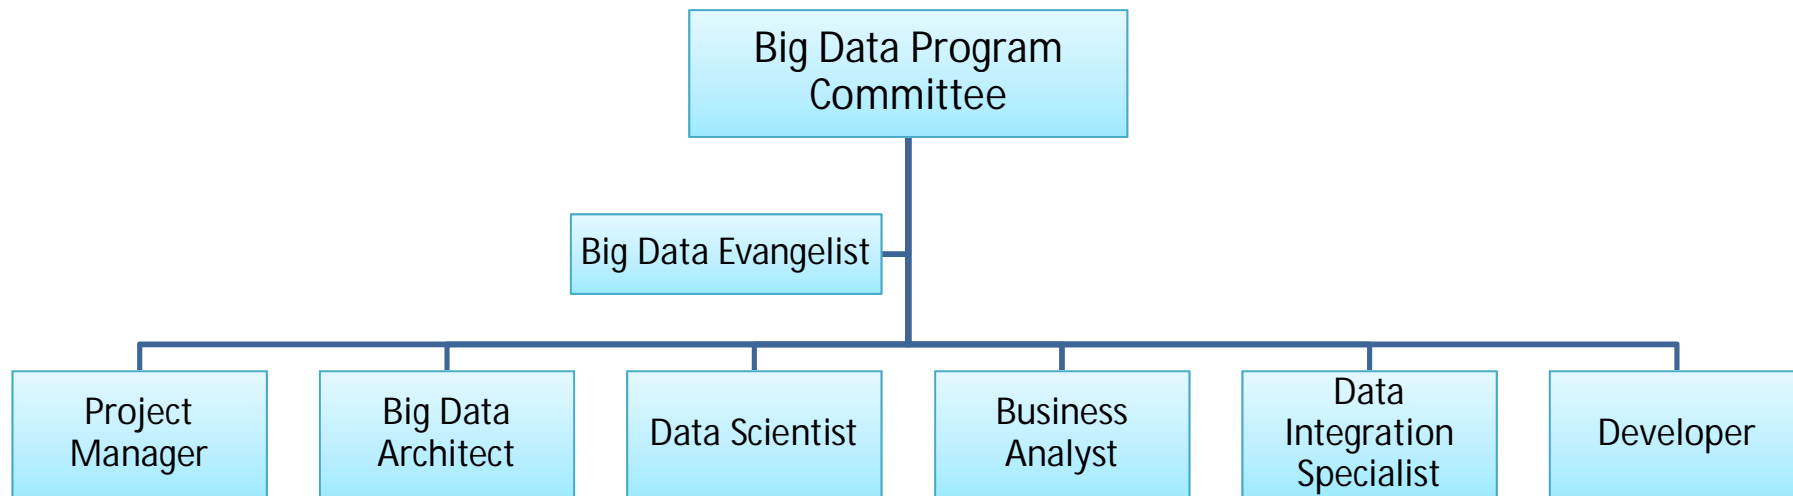 Big Data Program
Committee
Big Data Evangelist
Project
Manager
Big Data
Architect
Data Scientist
Business
Analyst
Data
Integration
Specialist
Developer